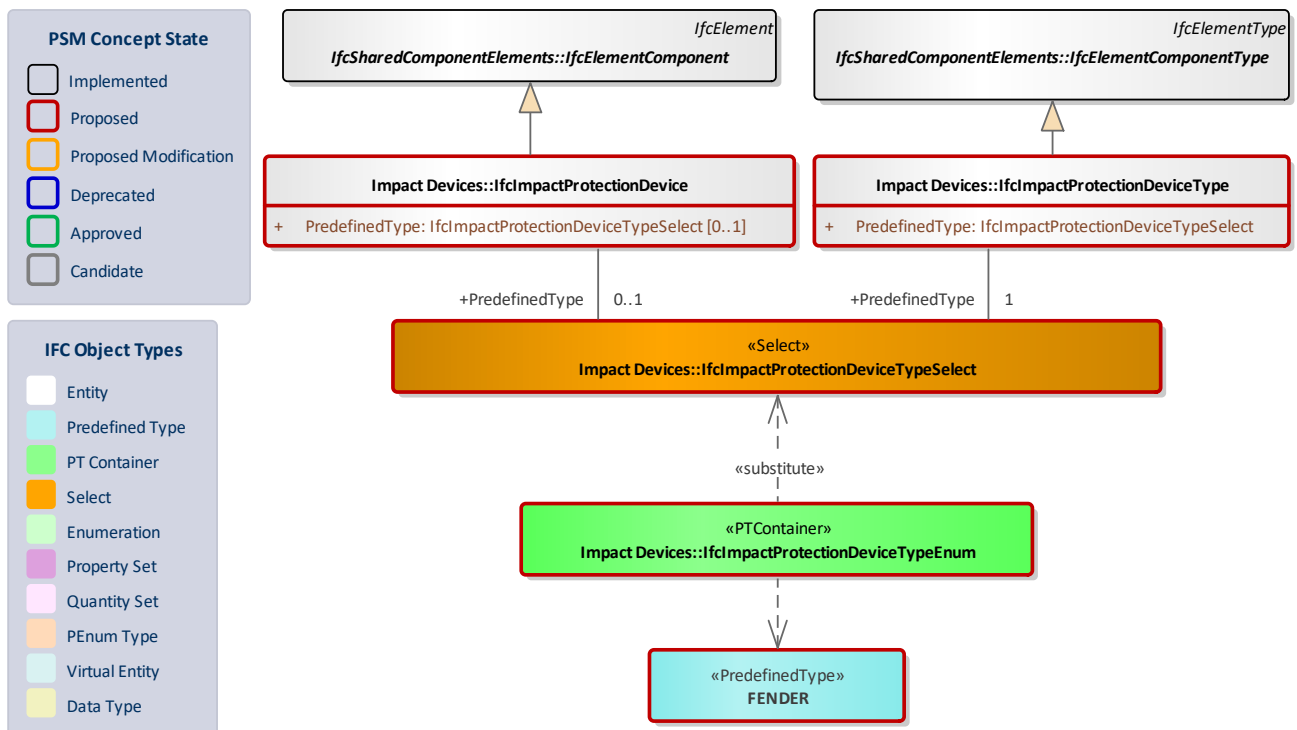 PSM Concept State
Implemented
Proposed
Proposed Modification
Deprecated
Approved
Candidate
IFC Object Types
Entity
Predefined Type
PT Container
Select
Enumeration
Property Set
Quantity Set
PEnum Type
Virtual Entity
Data Type
IfcElement
IfcSharedComponentElements::IfcElementComponent
IfcElementType
IfcSharedComponentElements::IfcElementComponentType
Impact Devices::IfcImpactProtectionDevice
+ PredefinedType: IfcImpactProtectionDeviceTypeSelect [0..1]
Impact Devices::IfcImpactProtectionDeviceType
+ PredefinedType: IfcImpactProtectionDeviceTypeSelect
+PredefinedType 0..1
+PredefinedType 1
«Select»
Impact Devices::IfcImpactProtectionDeviceTypeSelect
«substitute»
«PTContainer»
Impact Devices::IfcImpactProtectionDeviceTypeEnum
«PredefinedType»
FENDER